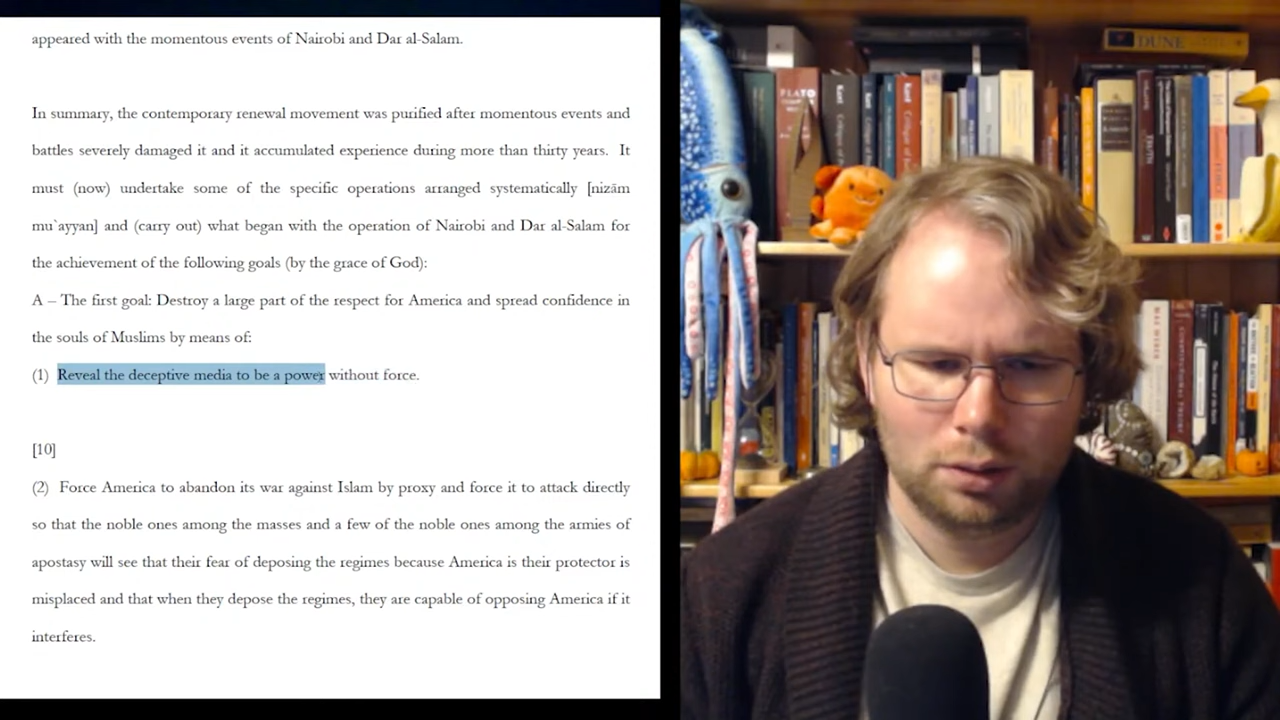 appeared with the momentous events of Nairobi and Dar al-Salam.
In summary, the contemporary renewal movement was purified after momentous events and
battles severely damaged it and it accumulated experience during more than thirty years. It
must (now) undertake some of the specific operations arranged systematically [nizām
mu`ayyan] and (carry out) what began with the operation of Nairobi and Dar al-Salam for
the achievement of the following goals (by the grace of God):
A – The first goal: Destroy a large part of the respect for America and spread confidence in
the souls of Muslims by means of:
(1) Reveal the deceptive media to be a power without force.
[10]
(2) Force America to abandon its war against Islam by proxy and force it to attack directly
so that the noble ones among the masses and a few of the noble ones among the armies of
apostasy will see that their fear of deposing the regimes because America is their protector is
misplaced and that when they depose the regimes, they are capable of opposing America if it
interferes.
DUNE
PLATO
Kant
Kant
TRUTH
MAX WEBER